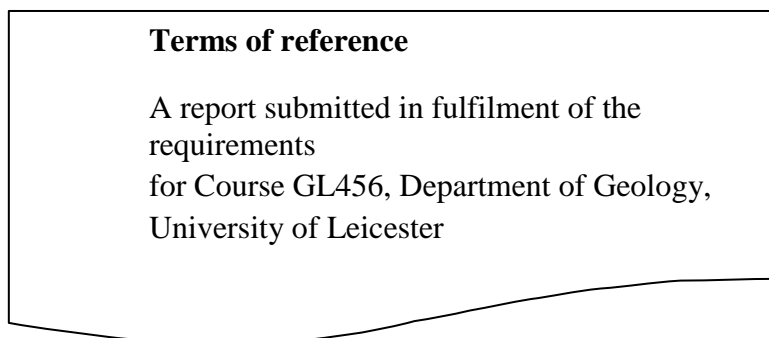 Terms of reference
A report submitted in fulfilment of the
requirements
for Course GL456, Department of Geology,
University of Leicester